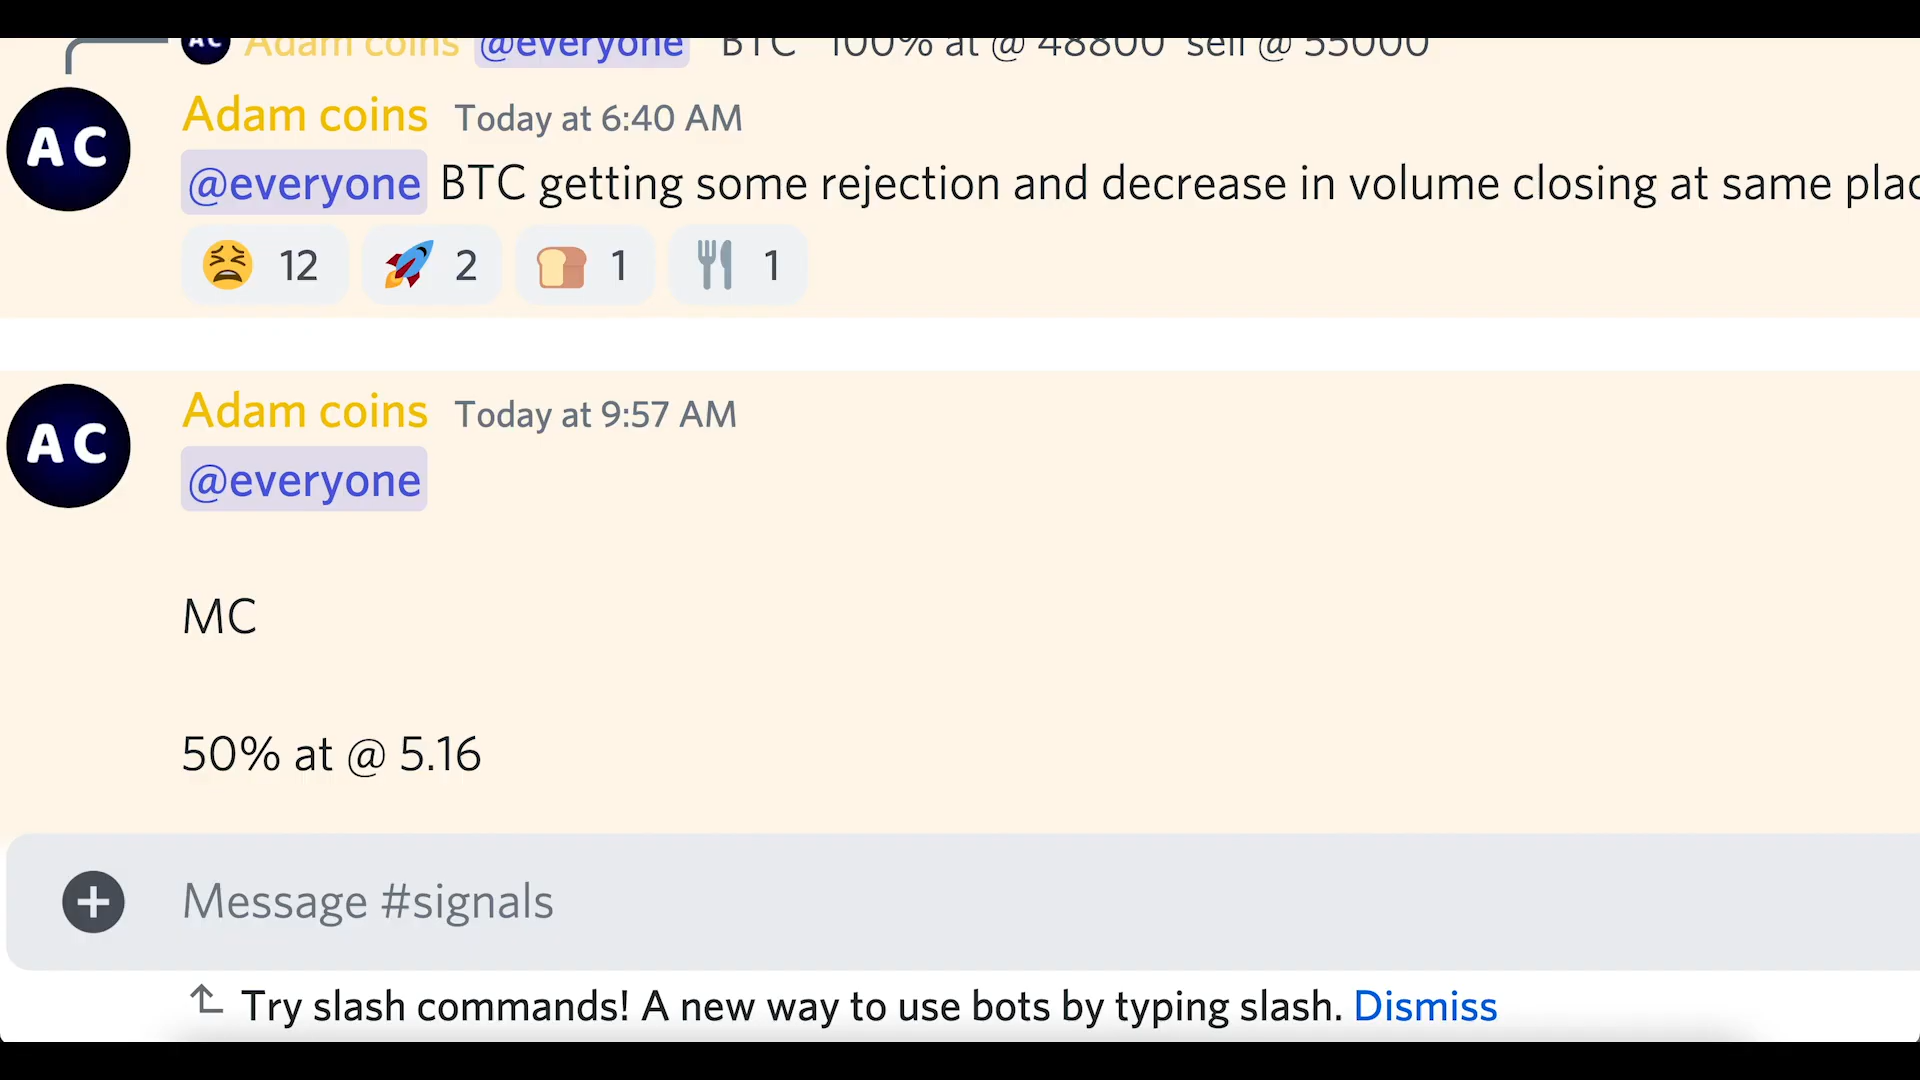 AC Adam coins @everyone BTC 100% at @ 48800 sell @ 55000
AC Adam coins Today at 6:40 AM
@everyone BTC getting some rejection and decrease in volume closing at same
12 2 1 1
AC Adam coins Today at 9:57 AM
@everyone
MC
50% at @ 5.16
Message #signals
Try slash commands! A new way to use bots by typing slash. Dismiss